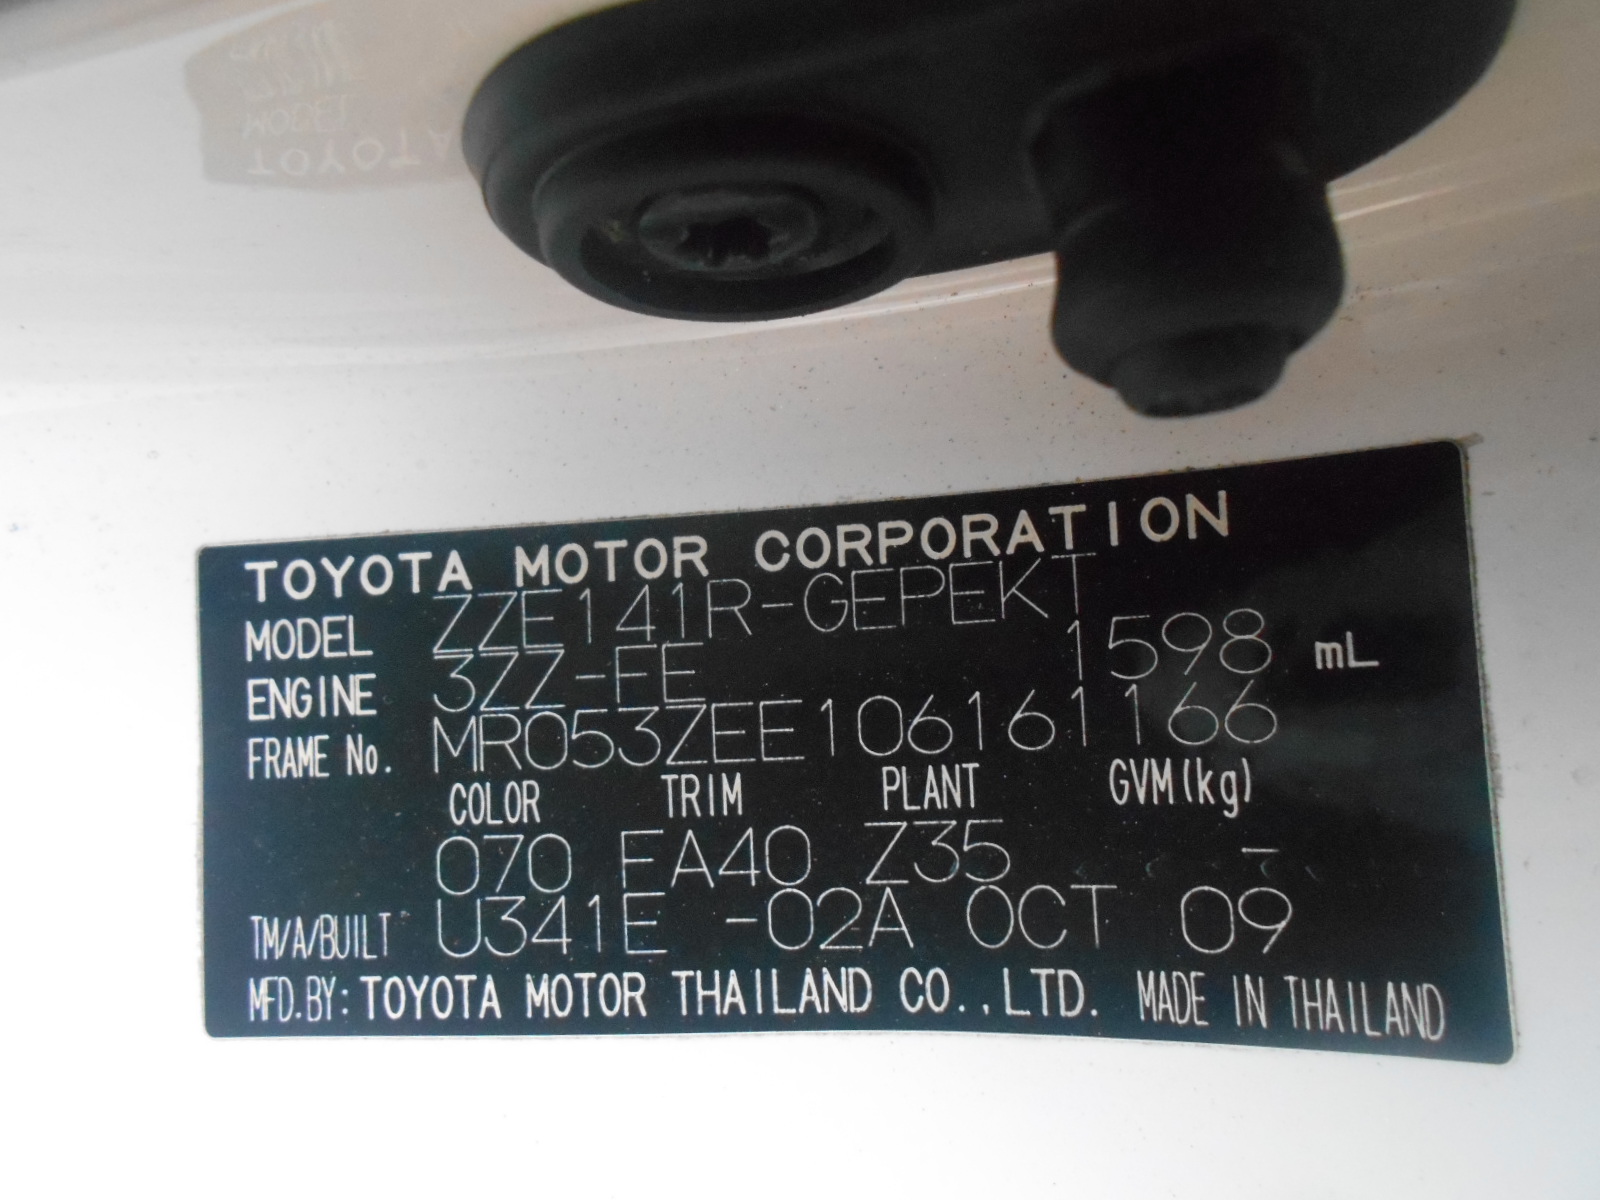 TOYOTA MOTOR CORPORATION
MODEL ZZE141R-GEPEKT
ENGINE 3ZZ-FE 1598 mL
FRAME No. MR053ZEE106161166
COLOR TRIM PLANT GVM(kg)
070 FA40 Z35 -
TM/A/BUILT U341E -02A OCT 09
MFD.BY: TOYOTA MOTOR THAILAND CO.,LTD. MADE IN THAILAND